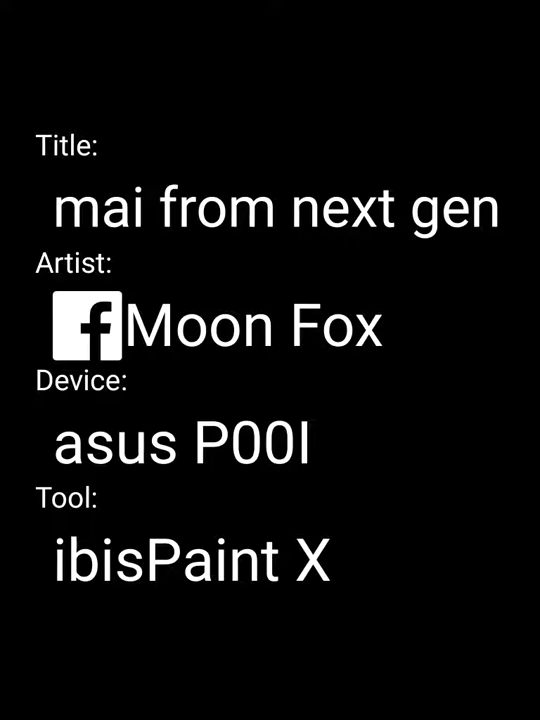 Title:
mai from next gen
Artist:
Moon Fox
Device:
asus P00I
Tool:
ibisPaint X